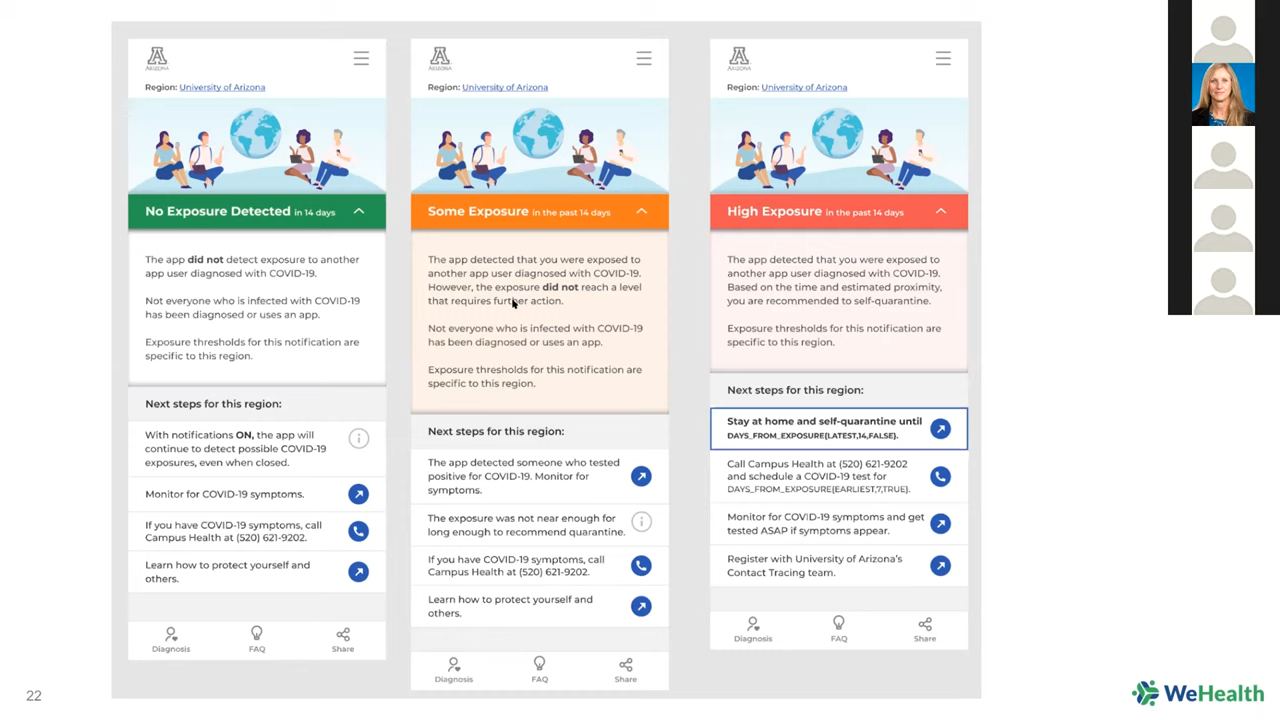 ARIZONA
Region: University of Arizona
No Exposure Detected in 14 days
The app did not detect exposure to another
app user diagnosed with COVID-19.
Not everyone who is infected with COVID-19
has been diagnosed or uses an app.
Exposure thresholds for this notification are
specific to this region.
Next steps for this region:
With notifications ON, the app will
continue to detect possible COVID-19
exposures, even when closed.
Monitor for COVID-19 symptoms.
If you have COVID-19 symptoms, call
Campus Health at (520) 621-9202.
Learn how to protect yourself and
others.
Diagnosis
FAQ
Share
ARIZONA
Region: University of Arizona
Some Exposure in the past 14 days
The app detected that you were exposed to
another app user diagnosed with COVID-19.
However, the exposure did not reach a level
that requires further action.
Not everyone who is infected with COVID-19
has been diagnosed or uses an app.
Exposure thresholds for this notification are
specific to this region.
Next steps for this region:
The app detected someone who tested
positive for COVID-19. Monitor for
symptoms.
The exposure was not near enough for
long enough to recommend quarantine.
If you have COVID-19 symptoms, call
Campus Health at (520) 621-9202.
Learn how to protect yourself and
others.
Diagnosis
FAQ
Share
ARIZONA
Region: University of Arizona
High Exposure in the past 14 days
The app detected that you were exposed to
another app user diagnosed with COVID-19.
Based on the time and estimated proximity,
you are recommended to self-quarantine.
Exposure thresholds for this notification are
specific to this region.
Next steps for this region:
Stay at home and self-quarantine until
DAYS_FROM_EXPOSURE{LATEST,14,FALSE}.
Call Campus Health at (520) 621-9202
and schedule a COVID-19 test for
DAYS_FROM_EXPOSURE{EARLIEST,7,TRUE}.
Monitor for COVID-19 symptoms and get
tested ASAP if symptoms appear.
Register with University of Arizona's
Contact Tracing team.
Diagnosis
FAQ
Share
22
WeHealth